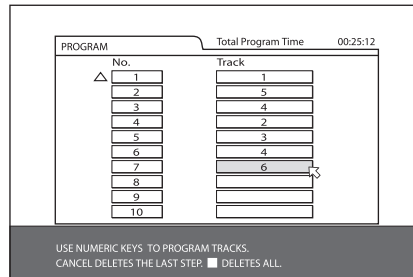 PROGRAM Total Program Time 00:25:12
No. Track
1 1
2 5
3 4
4 2
5 3
6 4
7 6
8
9
10
USE NUMERIC KEYS TO PROGRAM TRACKS.
CANCEL DELETES THE LAST STEP. DELETES ALL.